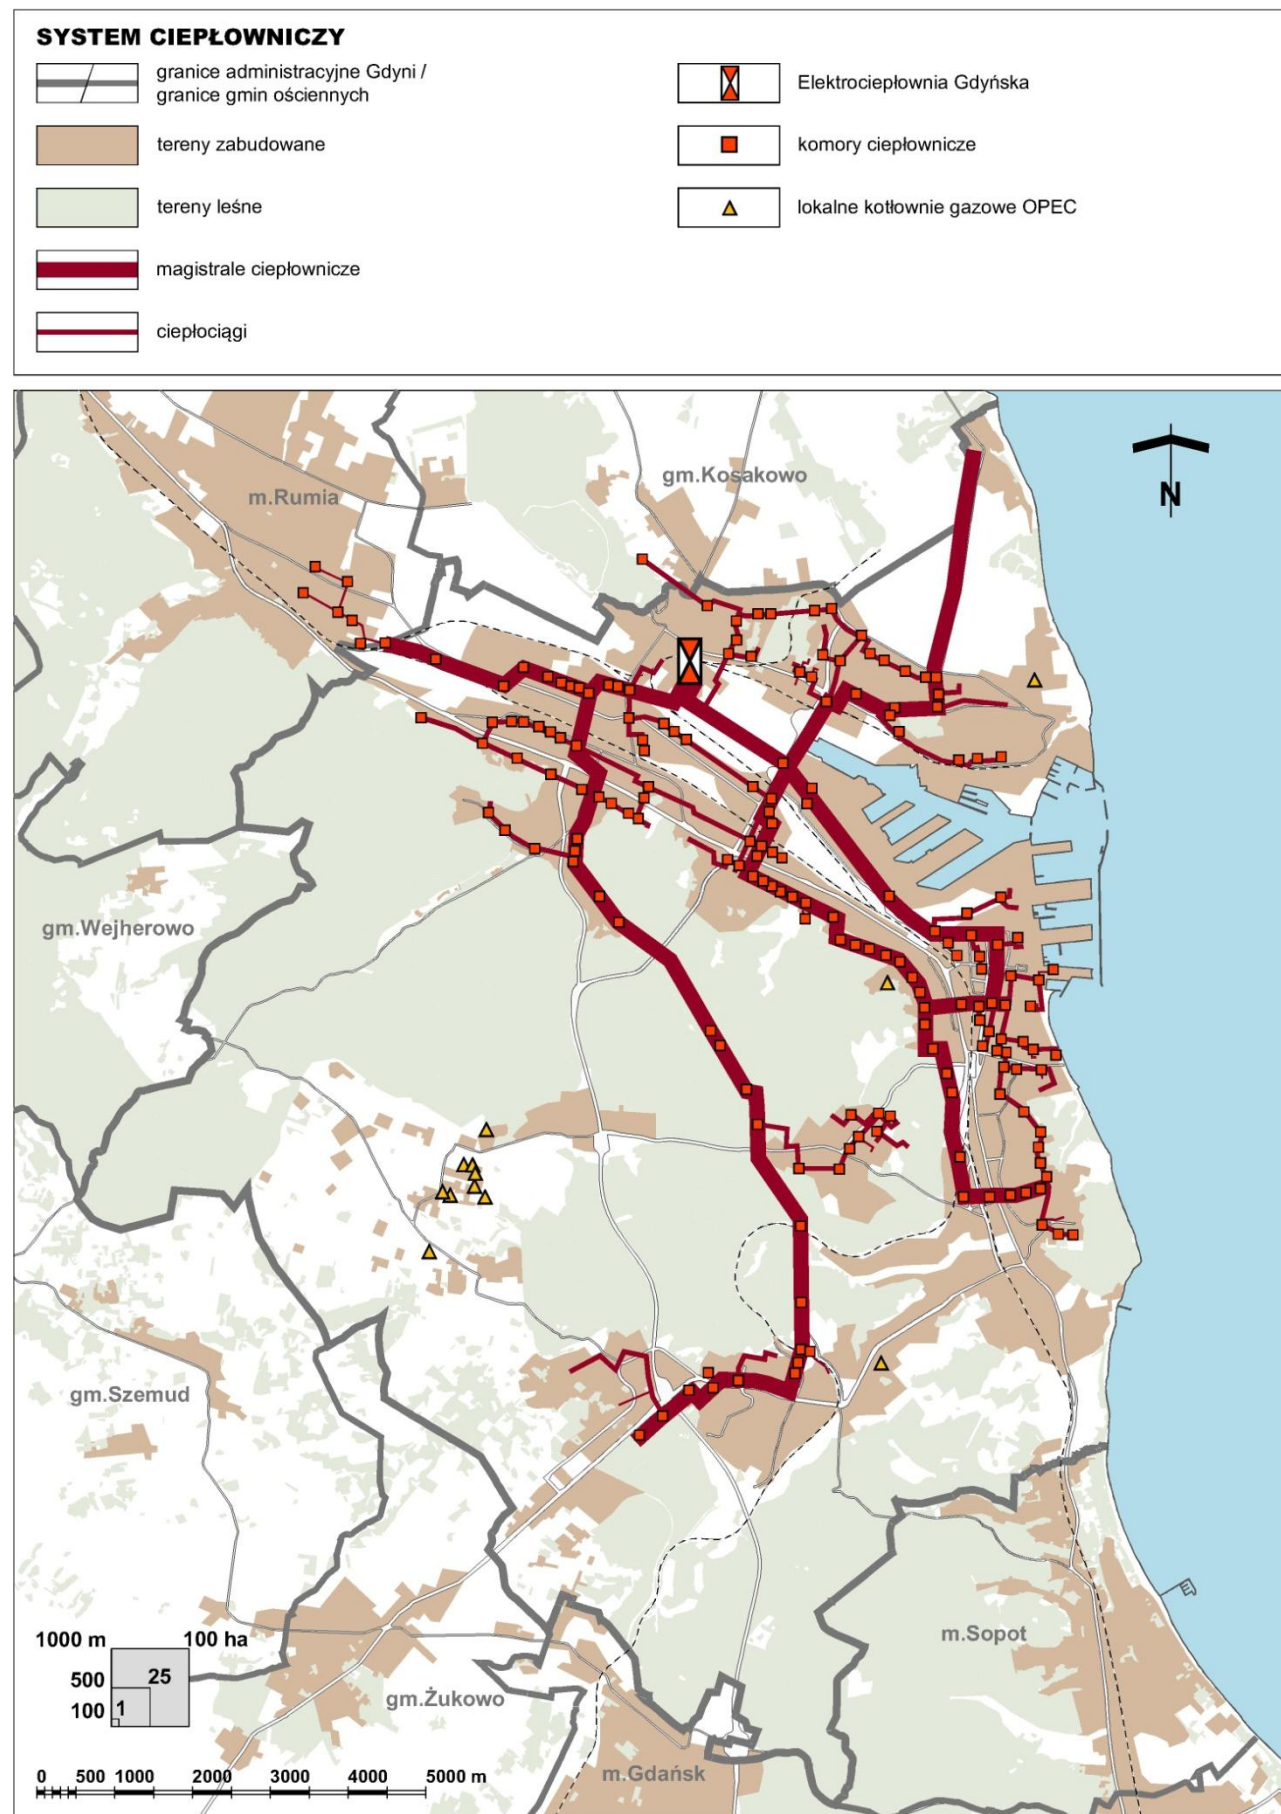 SYSTEM CIEPŁOWNICZY
granice administracyjne Gdyni /
granice gmin ościennych
tereny zabudowane
tereny leśne
magistrale ciepłownicze
ciepłociągi
Elektrociepłownia Gdyńska
komory ciepłownicze
lokalne kotłownie gazowe OPEC
gm.Kosakowo
m.Rumia
N
gm.Wejherowo
gm.Szemud
m.Sopot
gm.Żukowo
m.Gdańsk
1000 m 100 ha
500 25
100 1
0 500 1000 2000 3000 4000 5000 m